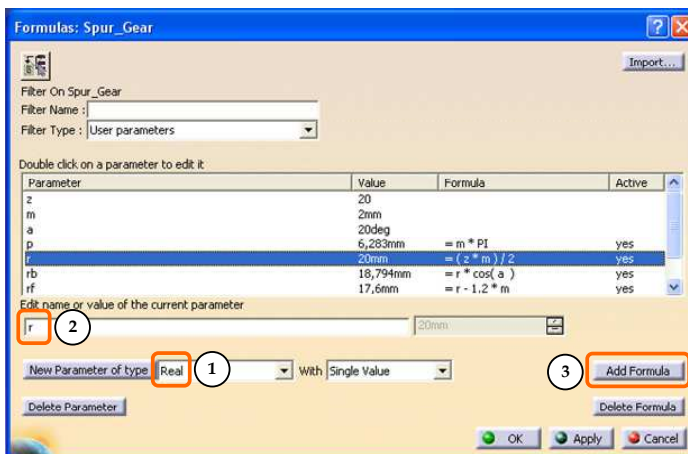 Formulas: Spur_Gear
Import...
Filter On Spur_Gear
Filter Name :
Filter Type : User parameters
Double click on a parameter to edit it
Parameter Value Formula Active
z 20
m 2mm
a 20deg
p 6,283mm = m * PI yes
r 20mm = ( z * m ) / 2 yes
rb 18,794mm = r * cos( a ) yes
rf 17,6mm = r - 1.2 * m yes
Edit name or value of the current parameter
r 2 20mm
New Parameter of type Real 1 With Single Value 3 Add Formula
Delete Parameter Delete Formula
OK Apply Cancel